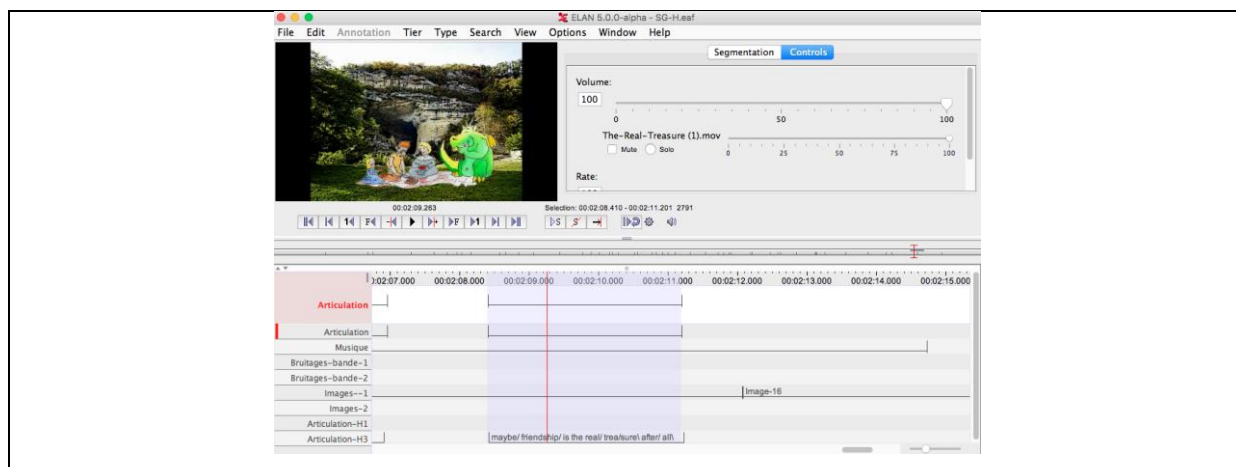 ELAN 5.0.0-alpha - SG-H.eaf
File Edit Annotation Tier Type Search View Options Window Help
Segmentation Controls
Volume:
100
0 50 100
The-Real-Treasure (1).mov
Mute Solo
0 25 50 75 100
Rate:
00:02:09.263
Selection: 00:02:08.410 - 00:02:11.201 2791
1 F F 1 S S
):02:07.000 00:02:08.000 00:02:09.000 00:02:10.000 00:02:11.000 00:02:12.000 00:02:13.000 00:02:14.000 00:02:15.000
Articulation
Articulation
Musique
Bruitages-bande-1
Bruitages-bande-2
Images--1 Image-16
Images-2
Articulation-H1
Articulation-H3 maybe/ friendship/ is the real/ trea/sure\ after/ all\